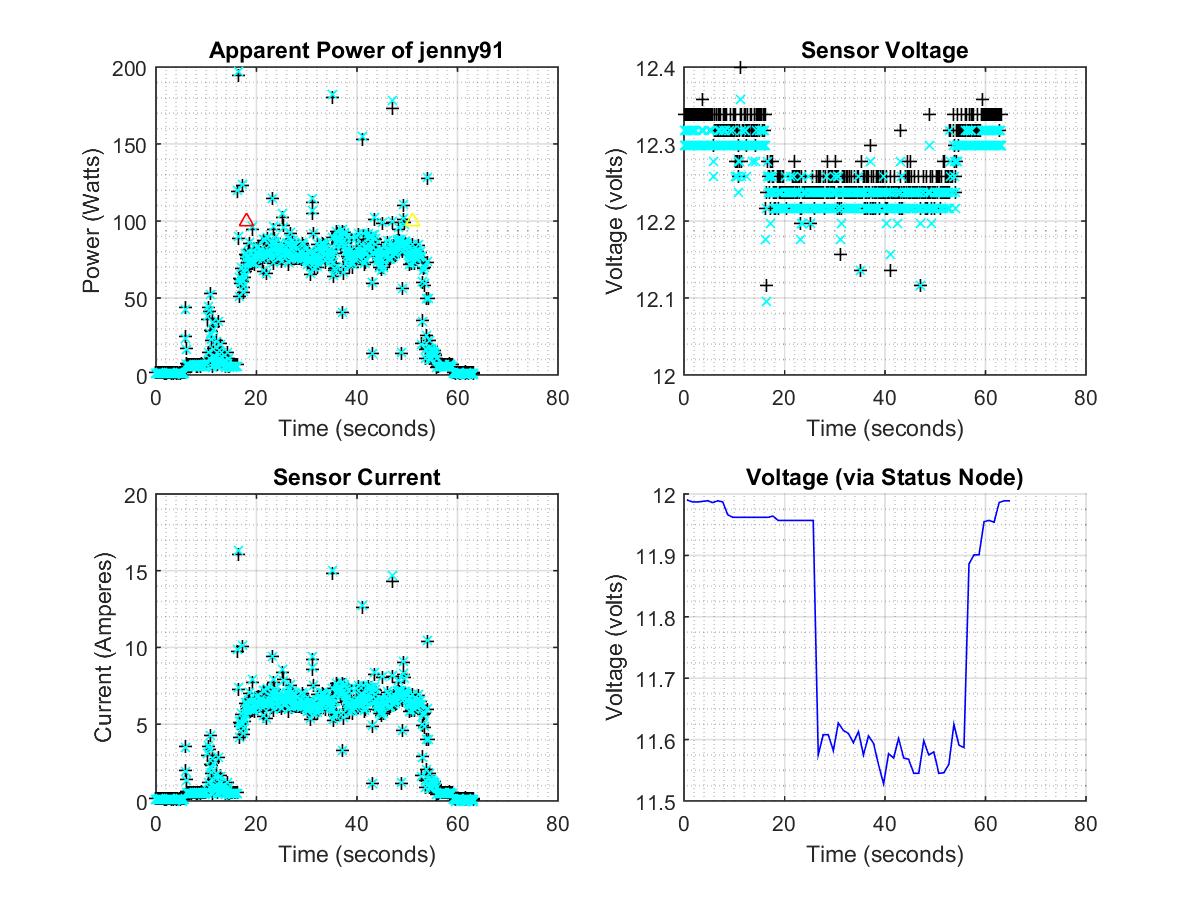 Apparent Power of jenny91
200
150
100
50
0
Power (Watts)
0 20 40 60 80
Time (seconds)
Sensor Voltage
12.4
12.3
12.2
12.1
12
Voltage (volts)
0 20 40 60 80
Time (seconds)
Sensor Current
20
15
10
5
0
Current (Amperes)
0 20 40 60 80
Time (seconds)
Voltage (via Status Node)
12
11.9
11.8
11.7
11.6
11.5
Voltage (volts)
0 20 40 60 80
Time (seconds)